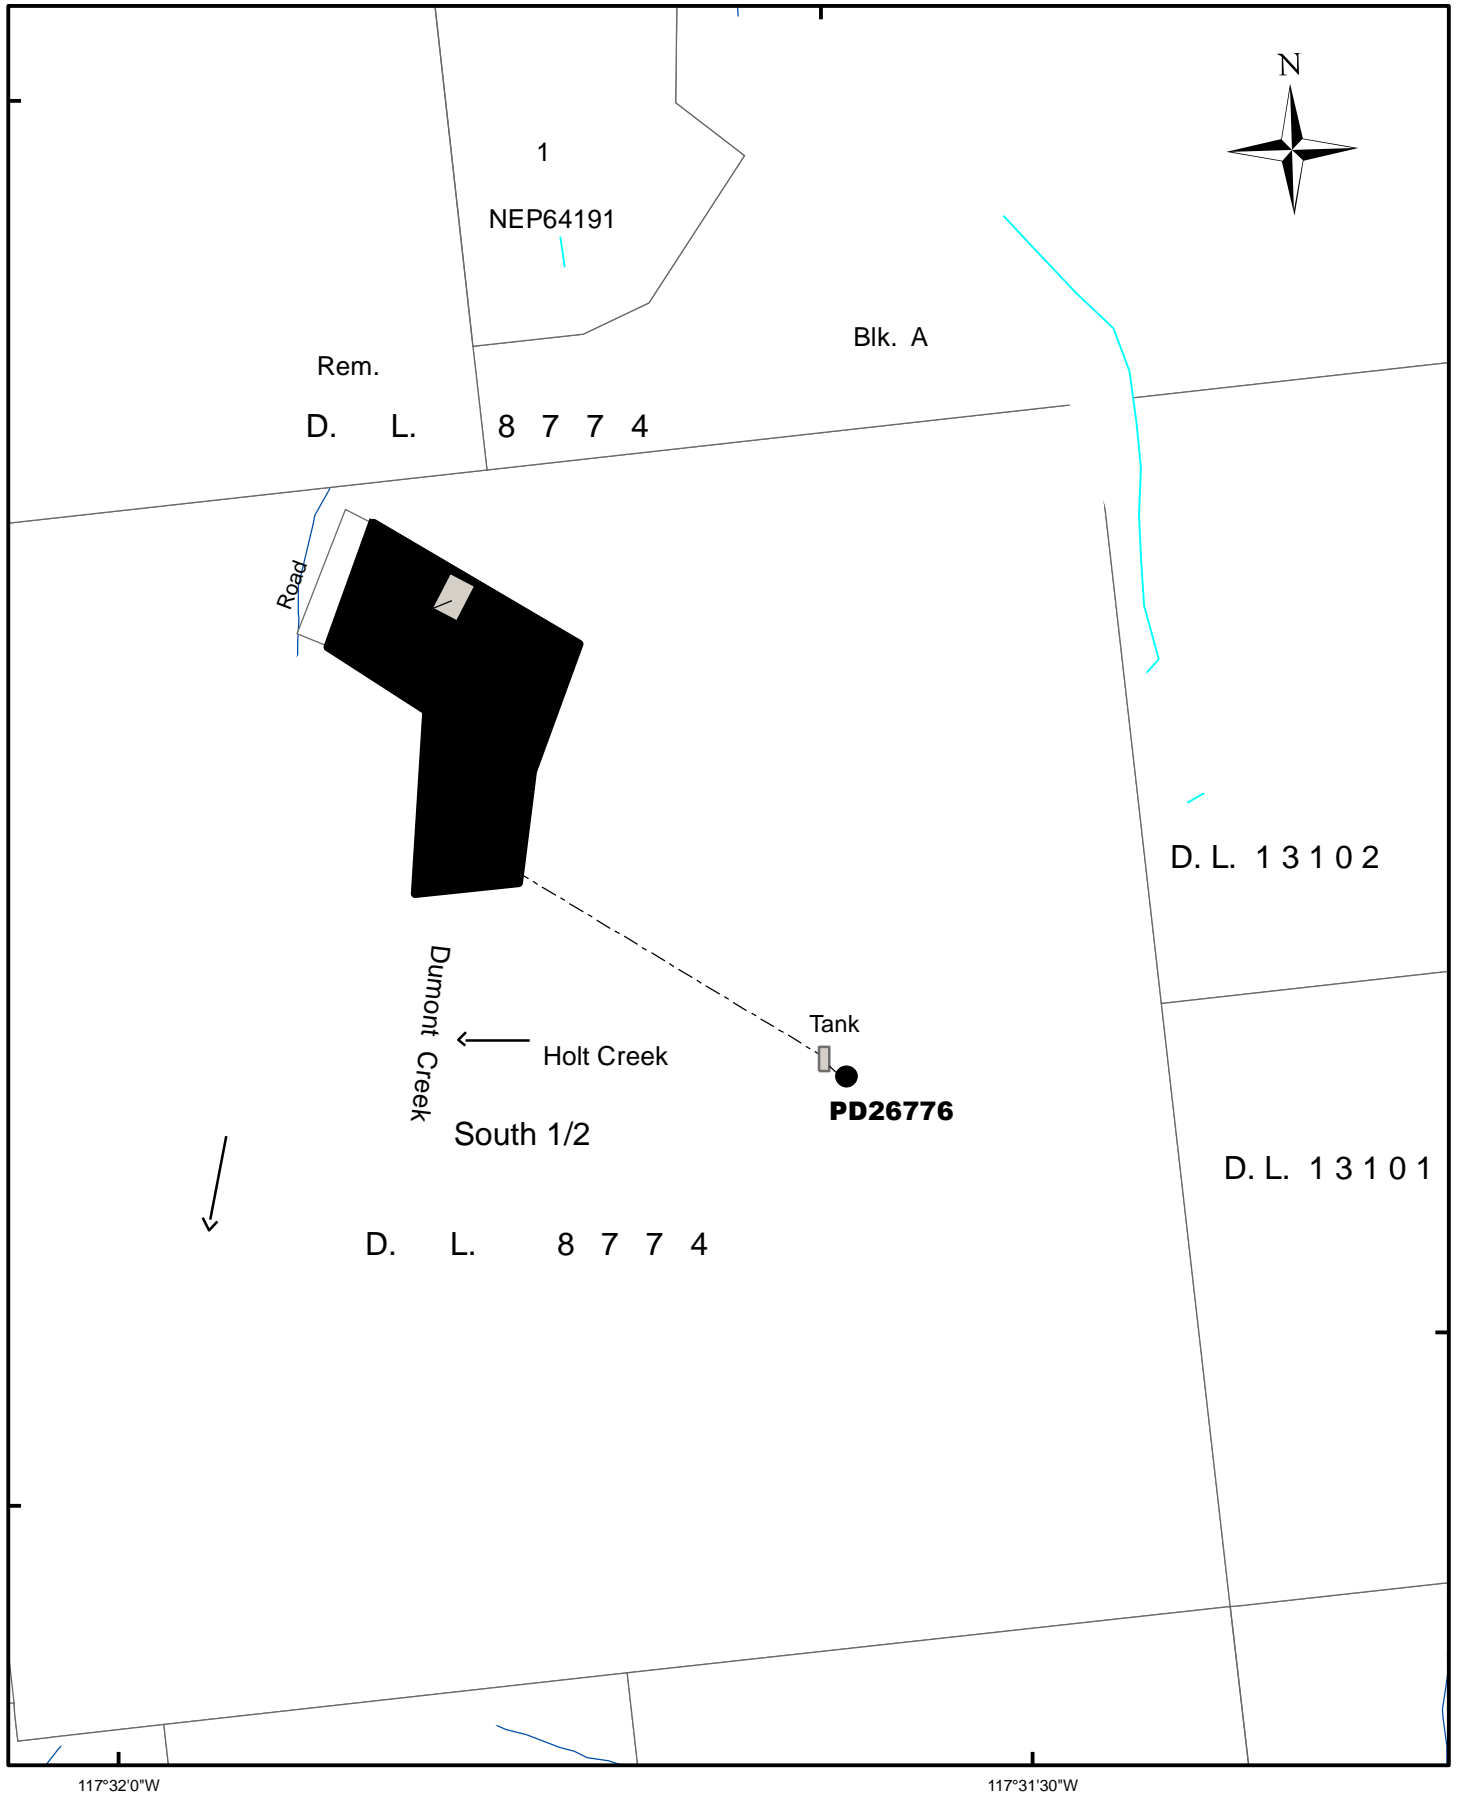 N
1
NEP64191
Blk. A
Rem.
D. L. 8 7 7 4
Road
D. L. 1 3 1 0 2
Dumont Creek
Tank
Holt Creek
PD26776
South 1/2
D. L. 1 3 1 0 1
D. L. 8 7 7 4
117°32'0"W
117°31'30"W